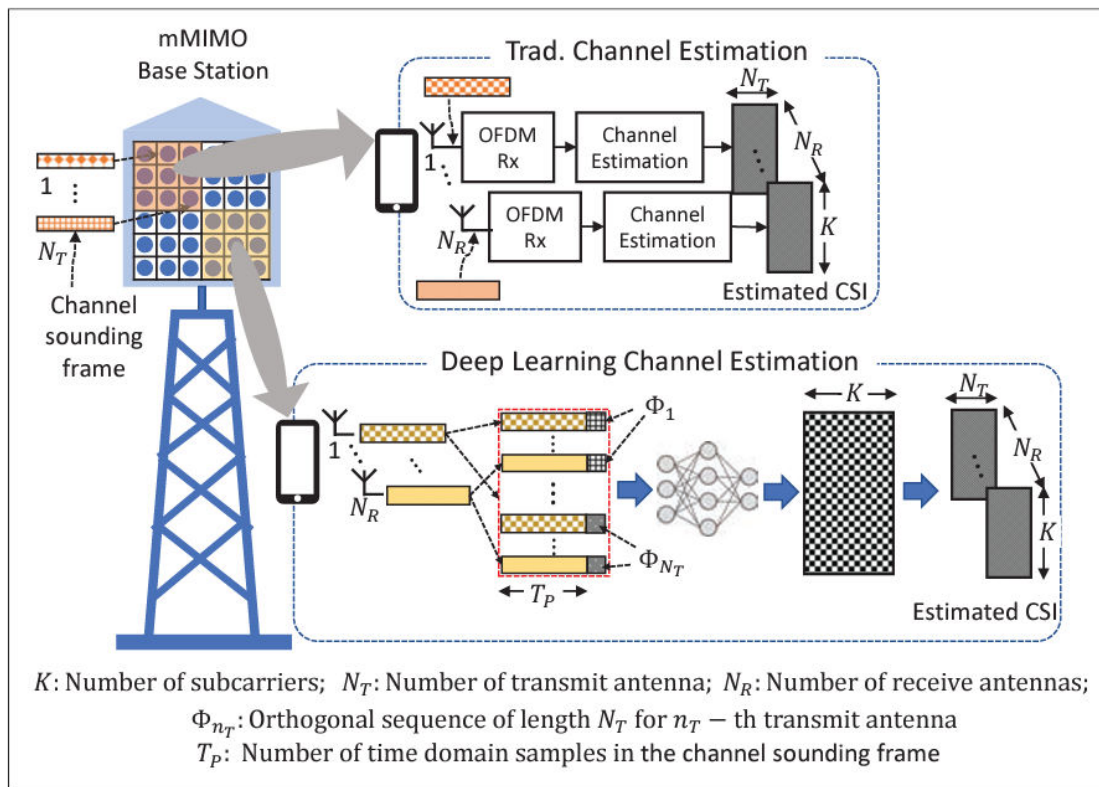 mMIMO
Base Station
1
⋮
N_T
Channel
sounding
frame
Trad. Channel Estimation
1
OFDM
Rx
Channel
Estimation
N_T
N_R
N_R
OFDM
Rx
Channel
Estimation
K
Estimated CSI
Deep Learning Channel Estimation
1
N_R
Φ_1
Φ_{N_T}
T_P
K
N_T
N_R
K
Estimated CSI
K: Number of subcarriers; N_T: Number of transmit antenna; N_R: Number of receive antennas;
Φ_{n_T}: Orthogonal sequence of length N_T for n_T − th transmit antenna
T_P: Number of time domain samples in the channel sounding frame